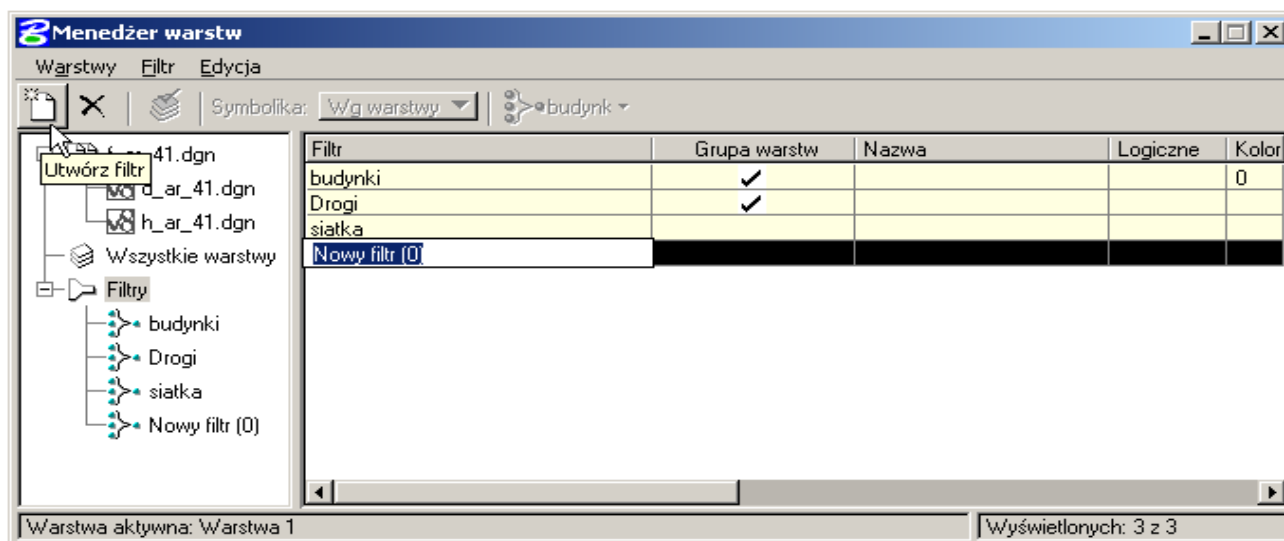 Menedżer warstw
Warstwy Filtr Edycja
Symbolika: Wg warstwy budynk
41.dgn
Utwórz filtr
d_ar_41.dgn
h_ar_41.dgn
Wszystkie warstwy
Filtry
budynki
Drogi
siatka
Nowy filtr (0)
Filtr Grupa warstw Nazwa Logiczne Kolor
budynki 0
Drogi
siatka
Nowy filtr (0)
Warstwa aktywna: Warstwa 1
Wyświetlonych: 3 z 3